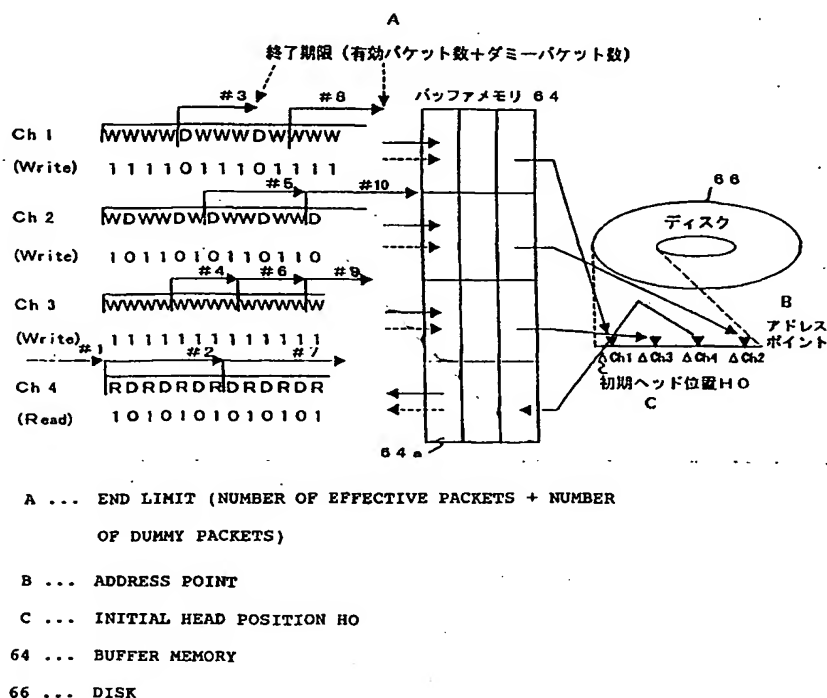 A
終了期限 (有効パケット数+ダミーパケット数)
#3 #8 バッファメモリ 64
Ch 1 WWWWDWWWDWWWW
(Write) 1111011101111
#5 #10
Ch 2 WDWWDWDWWDWWD
(Write) 1011010110110
#4 #6 #9
Ch 3 WWWWWWWWWWWWW
(Write) 1111111111111
#1 #2 #7
Ch 4 RDRDRDRDRDRDR
(Read) 1010101010101
64a
66
ディスク
B
アドレス
ポイント
ΔCh1 ΔCh3 ΔCh4 ΔCh2
初期ヘッド位置HO
C
A ... END LIMIT (NUMBER OF EFFECTIVE PACKETS + NUMBER
OF DUMMY PACKETS)
B ... ADDRESS POINT
C ... INITIAL HEAD POSITION HO
64 ... BUFFER MEMORY
66 ... DISK